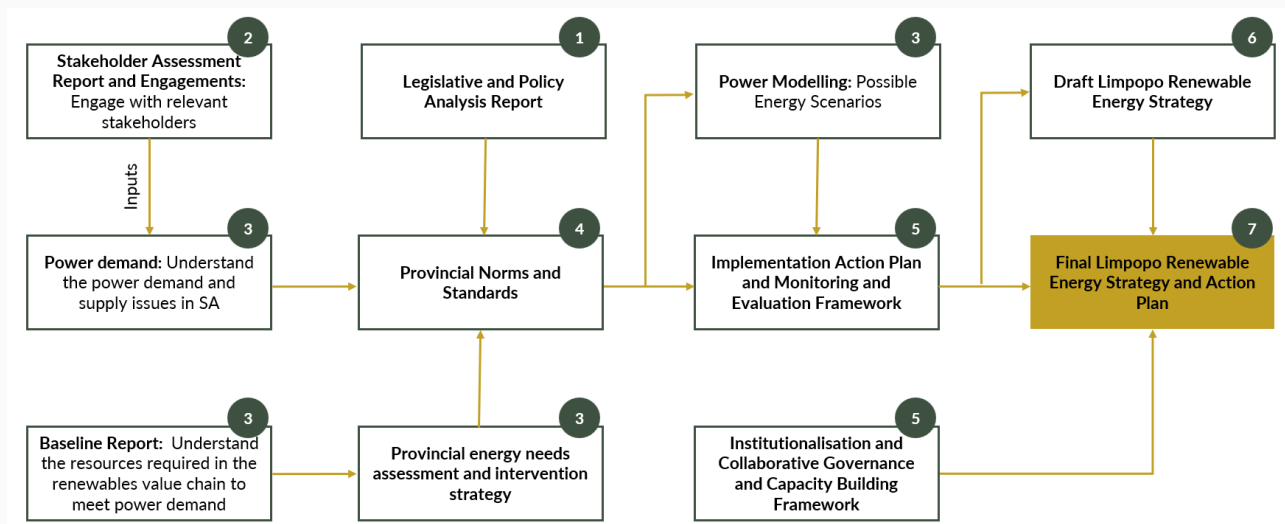 2
Stakeholder Assessment
Report and Engagements:
Engage with relevant
stakeholders
1
Legislative and Policy
Analysis Report
3
Power Modelling: Possible
Energy Scenarios
6
Draft Limpopo Renewable
Energy Strategy
Inputs
3
Power demand: Understand
the power demand and
supply issues in SA
4
Provincial Norms and
Standards
5
Implementation Action Plan
and Monitoring and
Evaluation Framework
7
Final Limpopo Renewable
Energy Strategy and Action
Plan
3
Baseline Report: Understand
the resources required in the
renewables value chain to
meet power demand
3
Provincial energy needs
assessment and intervention
strategy
5
Institutionalisation and
Collaborative Governance
and Capacity Building
Framework